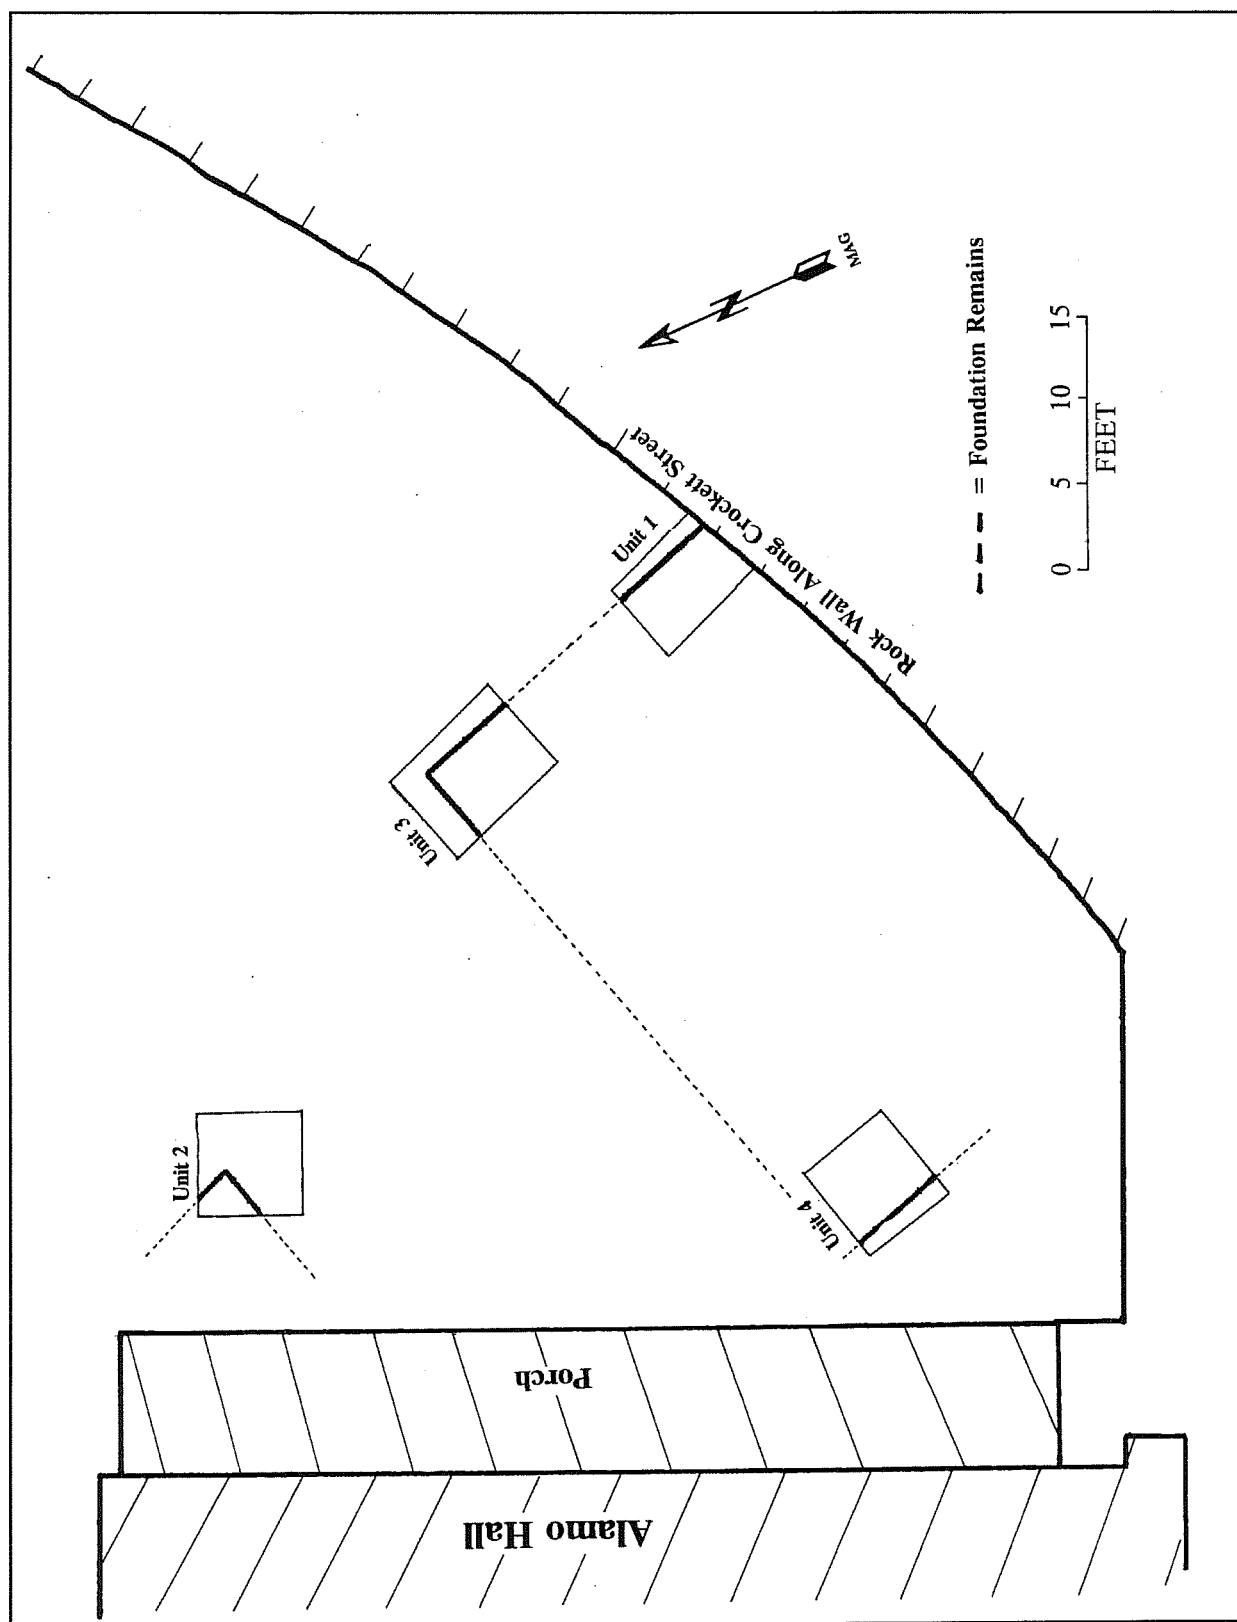 MAG
Rock Wall Along Crockett Street
Unit 1
Unit 3
Unit 2
Unit 4
= Foundation Remains
0 5 10 15
FEET
Porch
Alamo Hall
N